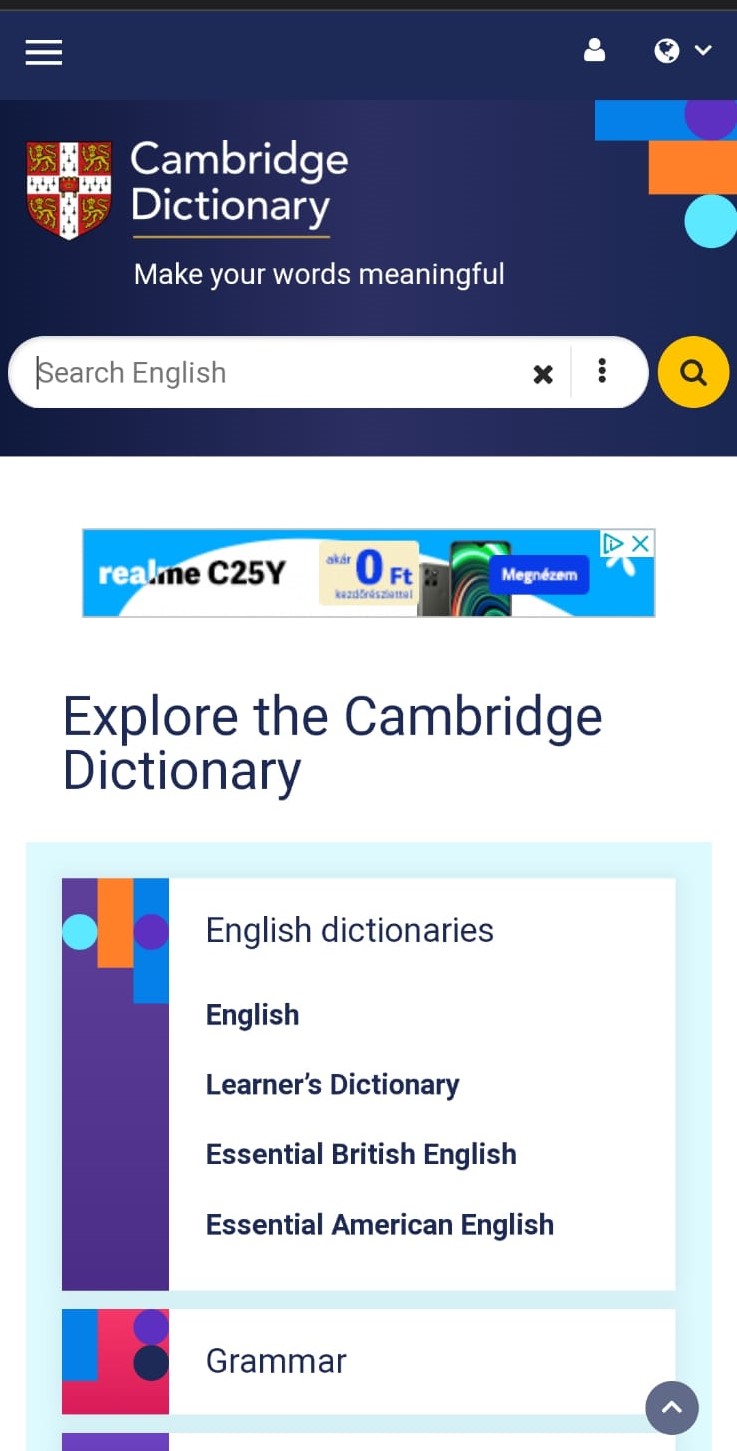 Cambridge
Dictionary
Make your words meaningful
Search English
realme C25Y
akár 0 Ft
kezdőrészlettel
Megnézem
Explore the Cambridge
Dictionary
English dictionaries
English
Learner’s Dictionary
Essential British English
Essential American English
Grammar